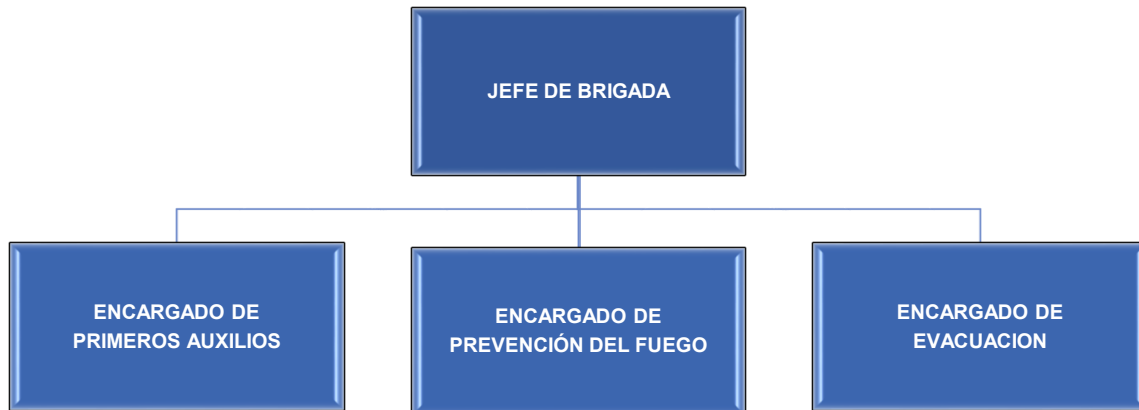 JEFE DE BRIGADA
ENCARGADO DE
PRIMEROS AUXILIOS
ENCARGADO DE
PREVENCIÓN DEL FUEGO
ENCARGADO DE
EVACUACION